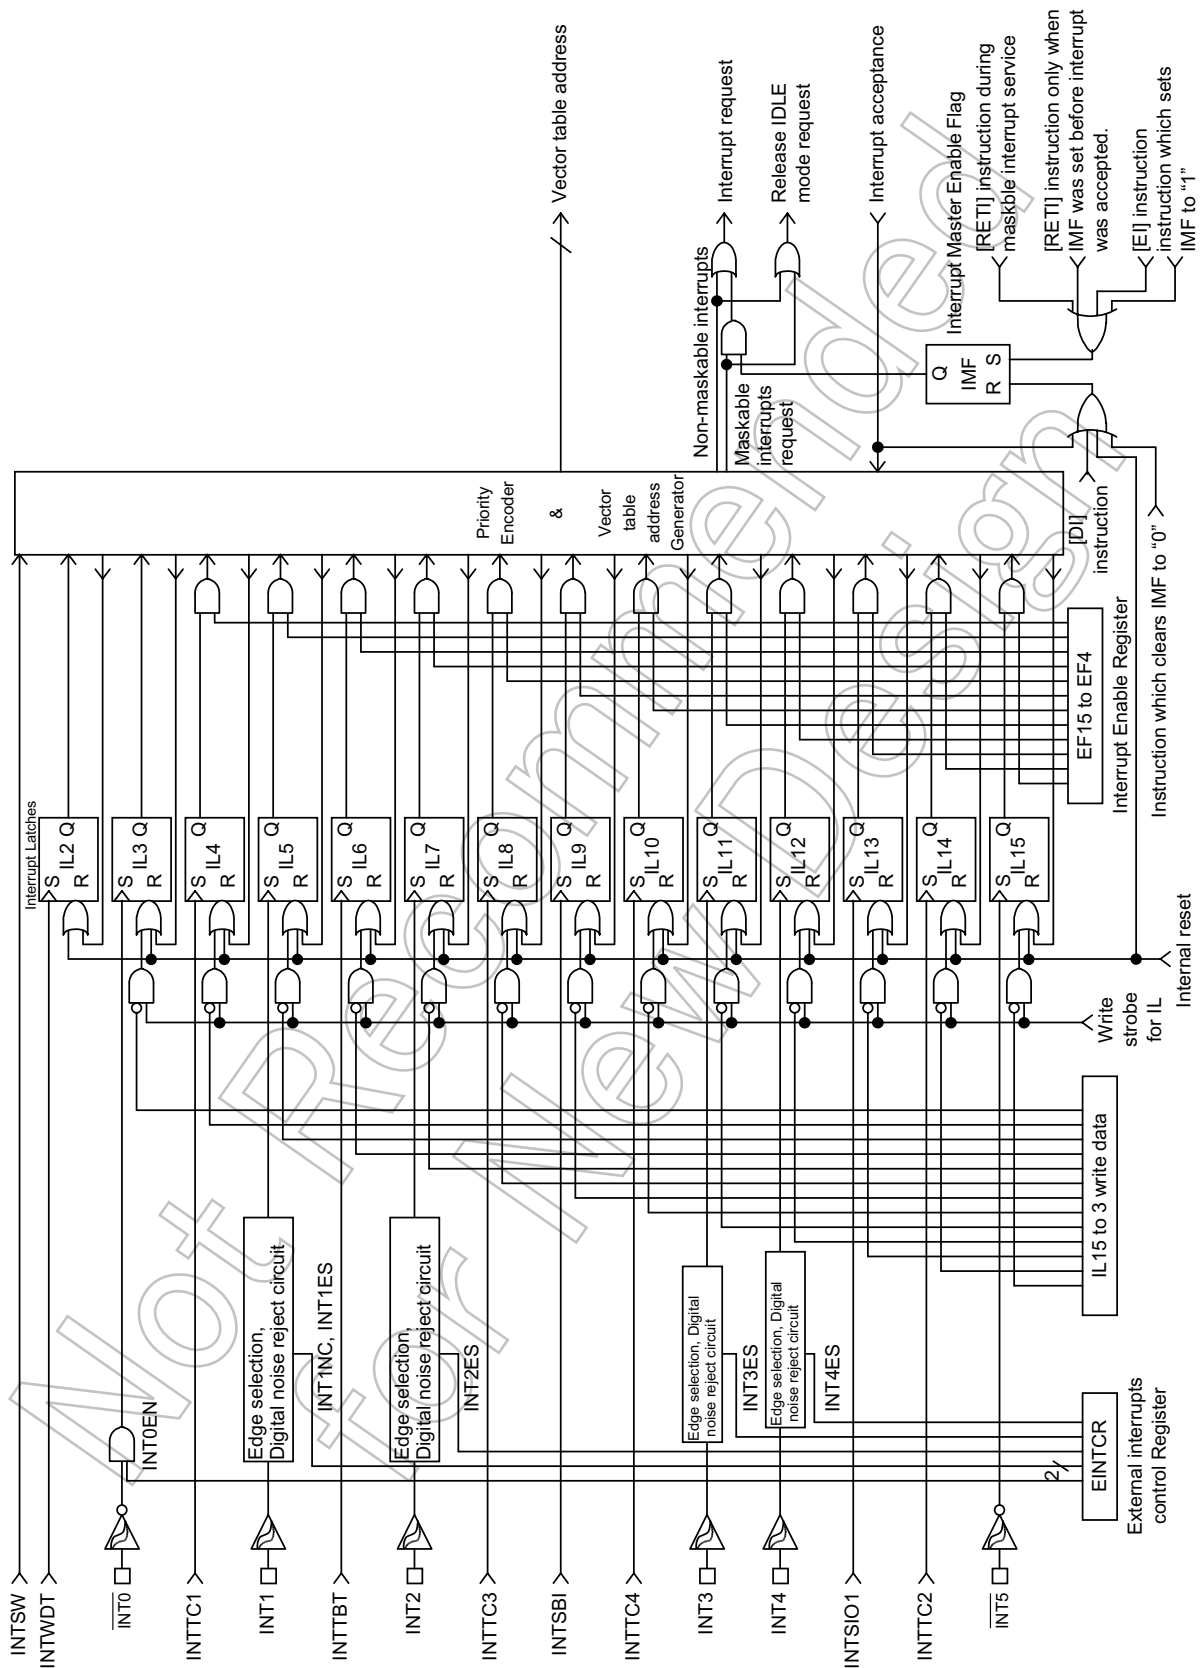 INTSW
INTWDT
INT0
INTTC1
INT1
INTTBT
INT2
INTTC3
INTSBI
INTTC4
INT3
INT4
INTSIO1
INTTC2
INT5
INT0EN
Edge selection,
Digital noise reject circuit
INT1NC, INT1ES
Edge selection,
Digital noise reject circuit
INT2ES
Edge selection, Digital
noise reject circuit
INT3ES
Edge selection, Digital
noise reject circuit
INT4ES
2
EINTCR
External interrupts
control Register
IL15 to 3 write data
Write
strobe
for IL
Internal reset
Interrupt Latches
S
IL2
R
Q
S
IL3
R
Q
S
IL4
R
Q
S
IL5
R
Q
S
IL6
R
Q
S
IL7
R
Q
S
IL8
R
Q
S
IL9
R
Q
S
IL10
R
Q
S
IL11
R
Q
S
IL12
R
Q
S
IL13
R
Q
S
IL14
R
Q
S
IL15
R
Q
EF15 to EF4
Interrupt Enable Register
Instruction which clears IMF to “0”
Priority
Encoder
&
Vector
table
address
Generator
[DI]
instruction
Vector table address
Non-maskable interrupts
Maskable
interrupts
request
Interrupt request
Release IDLE
mode request
Interrupt acceptance
Interrupt Master Enable Flag
Q
IMF
R S
[RETI] instruction during
maskble interrupt service
[RETI] instruction only when
IMF was set before interrupt
was accepted.
[EI] instruction
instruction which sets
IMF to “1”
Not Recommended
for New Design